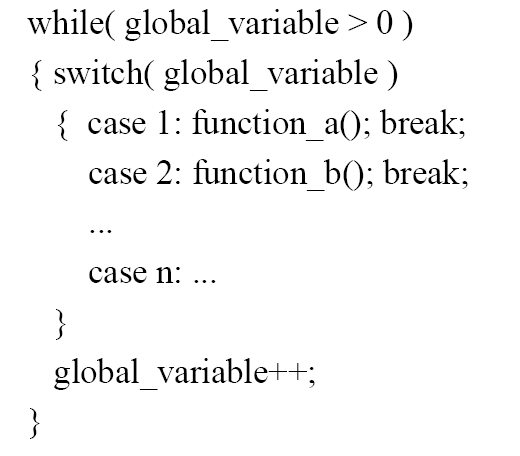 while( global_variable > 0 )
{ switch( global_variable )
{ case 1: function_a(); break;
case 2: function_b(); break;
...
case n: ...
}
global_variable++;
}